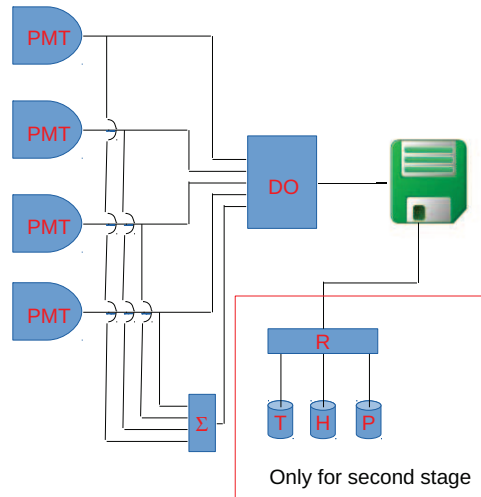 PMT
PMT
DO
PMT
PMT
R
Σ
T H P
Only for second stage